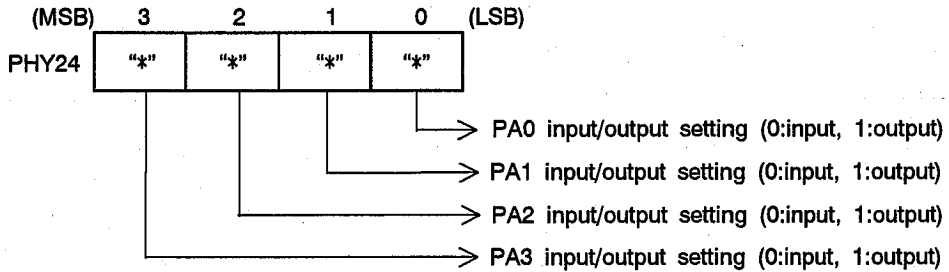 (MSB) 3 2 1 0 (LSB)
PHY24 “*” “*” “*” “*”
PA0 input/output setting (0:input, 1:output)
PA1 input/output setting (0:input, 1:output)
PA2 input/output setting (0:input, 1:output)
PA3 input/output setting (0:input, 1:output)